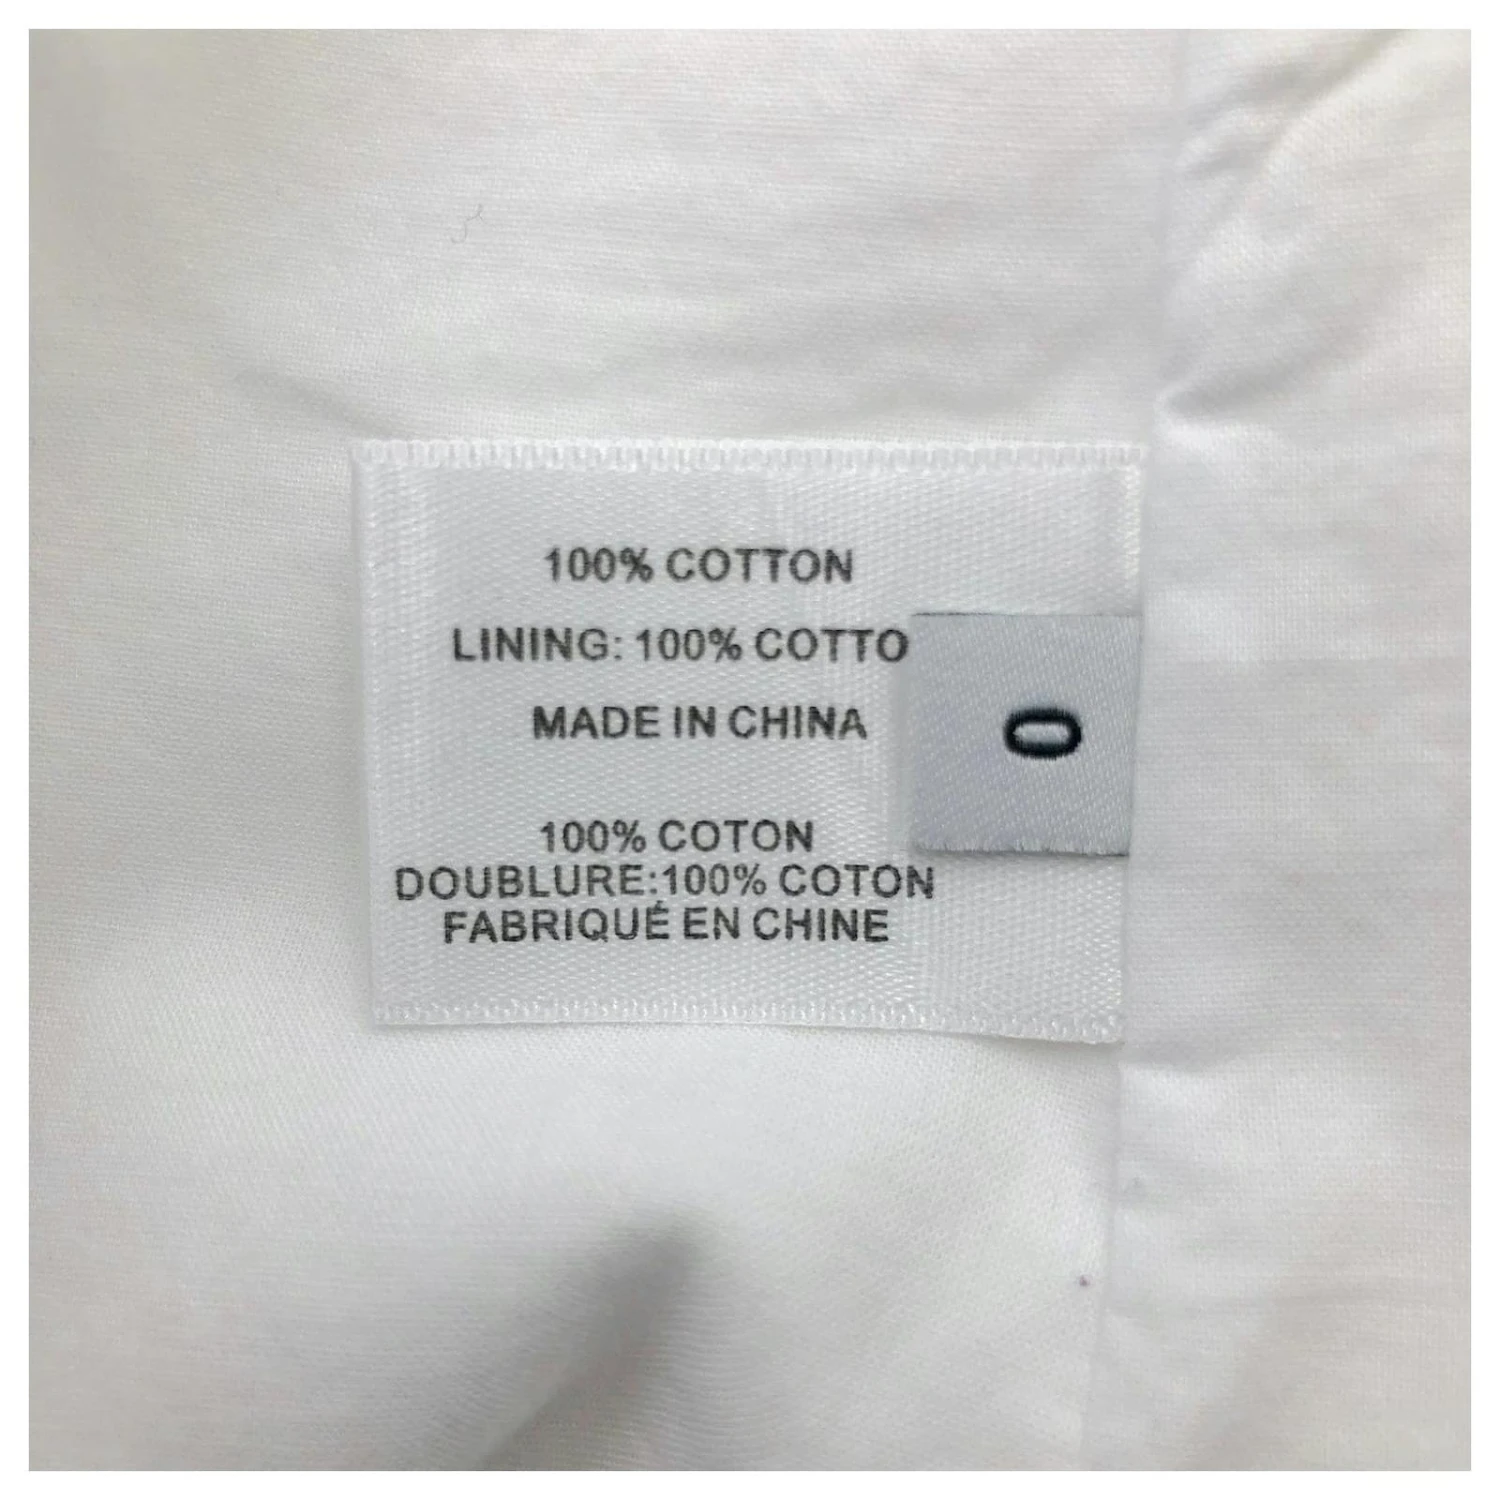 100% COTTON
LINING: 100% COTTO
MADE IN CHINA
0
100% COTON
DOUBLURE:100% COTON
FABRIQUÉ EN CHINE